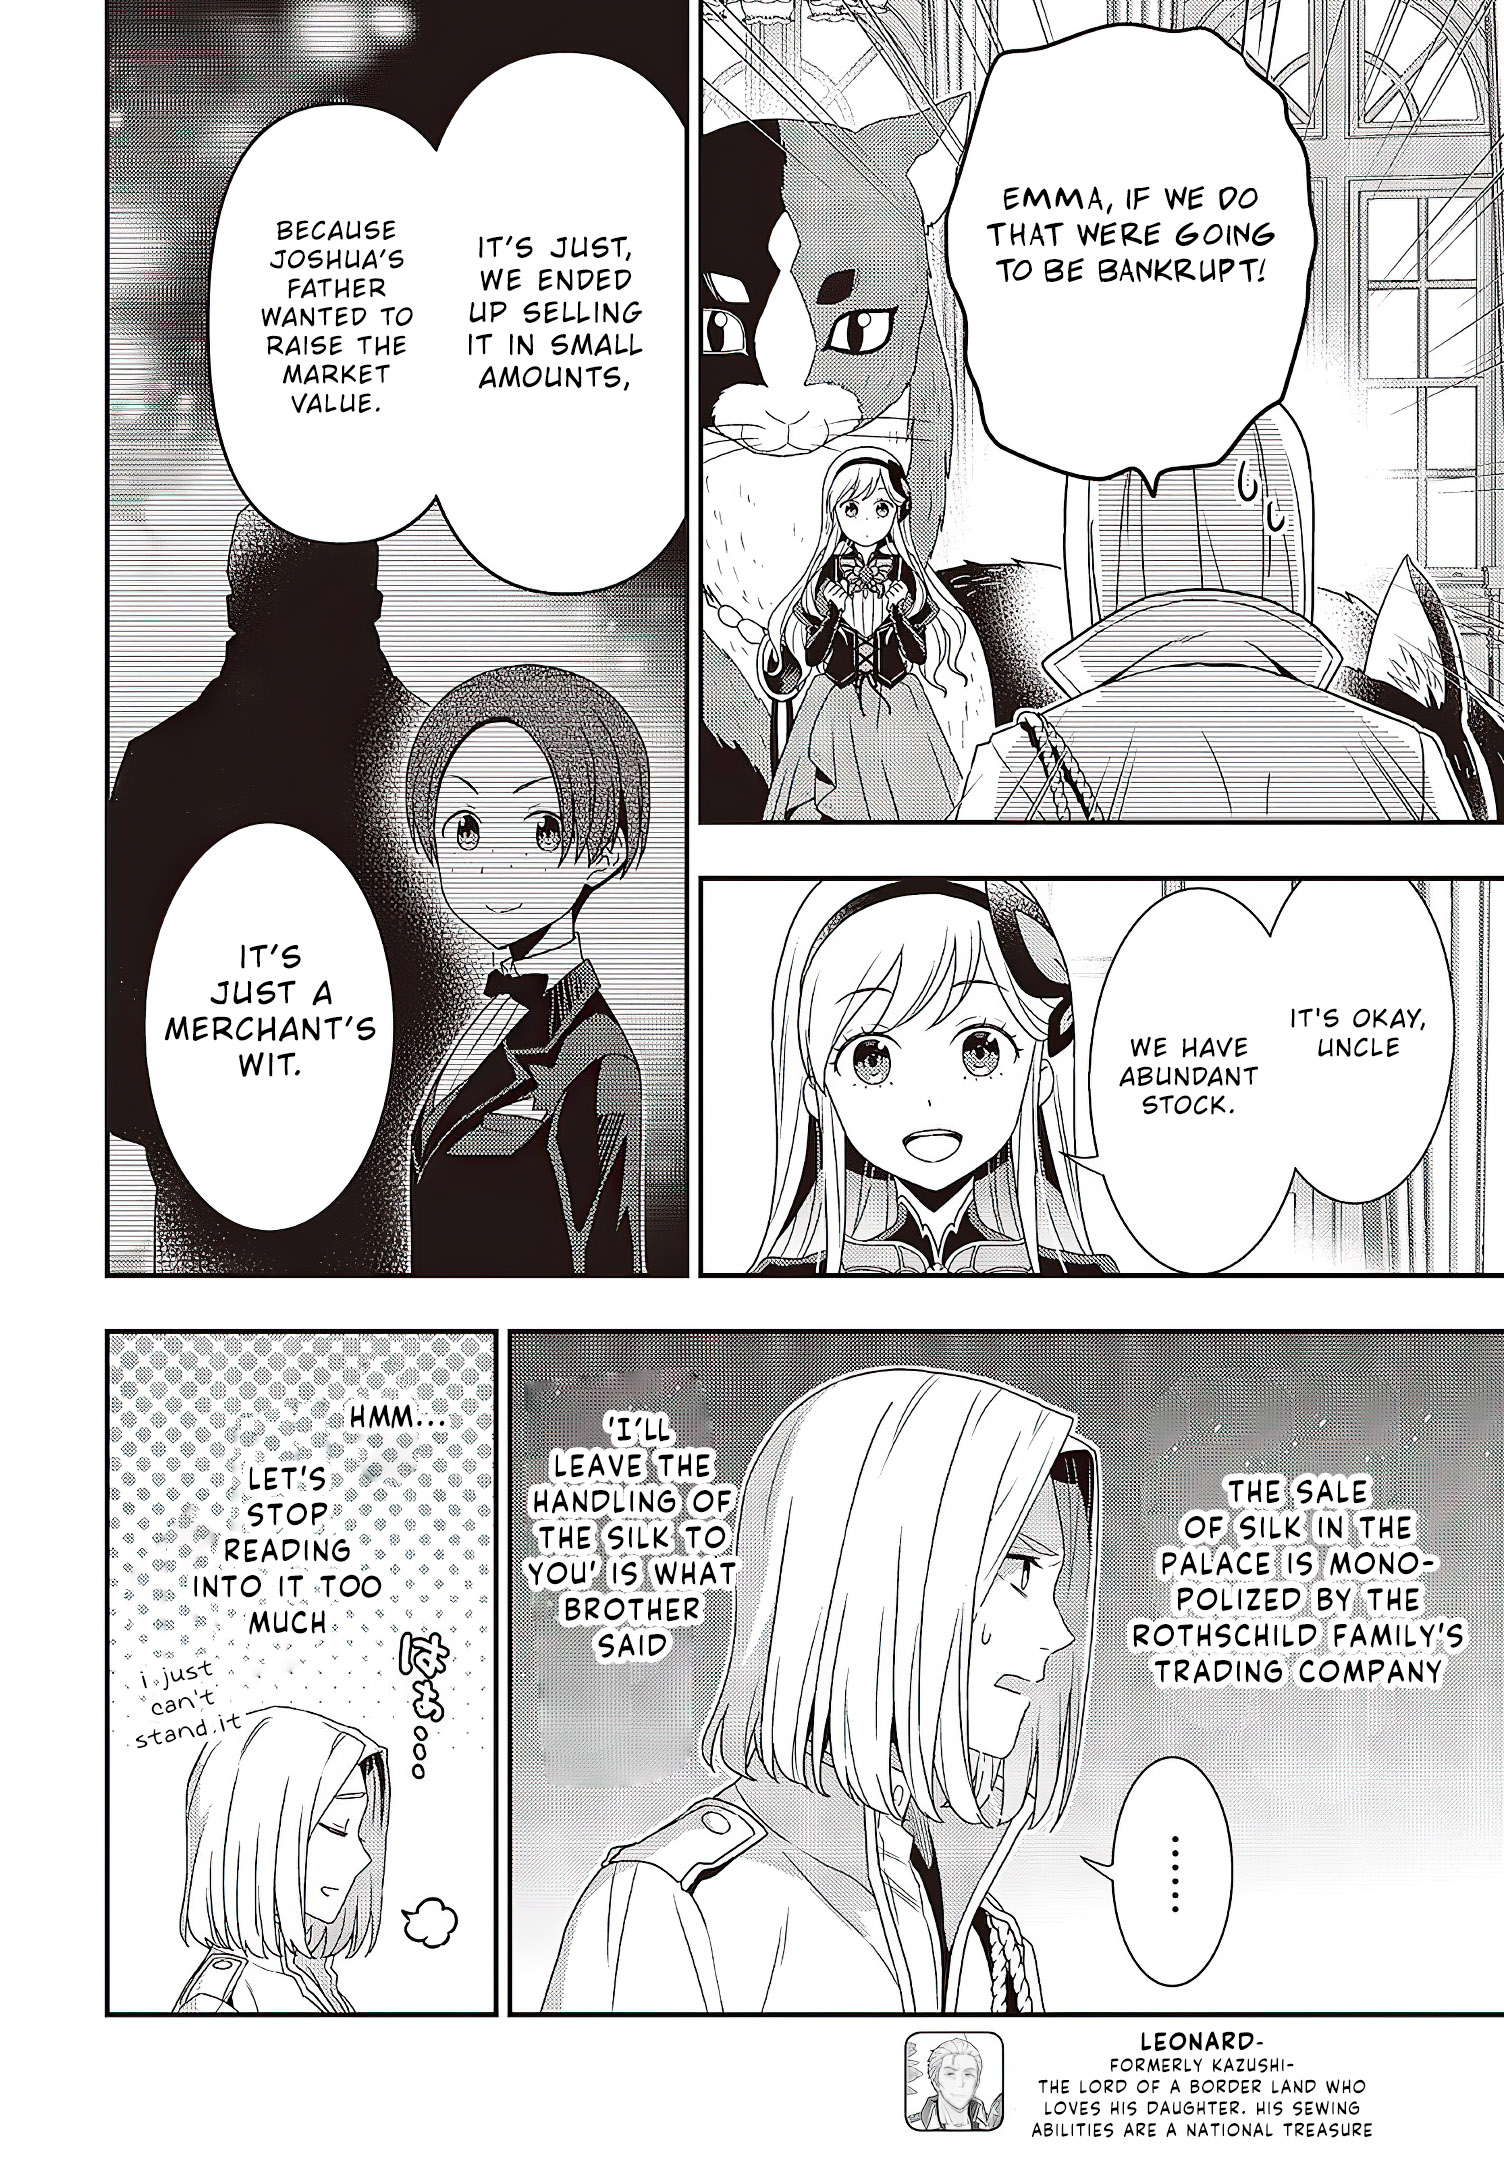 EMMA, IF WE DO
THAT WERE GOING
TO BE BANKRUPT!
IT'S OKAY,
UNCLE
WE HAVE
ABUNDANT
STOCK.
IT'S JUST,
WE ENDED
UP SELLING
IT IN SMALL
AMOUNTS,
BECAUSE
JOSHUA'S
FATHER
WANTED TO
RAISE THE
MARKET
VALUE.
IT'S
JUST A
MERCHANT'S
WIT.
THE SALE
OF SILK IN THE
PALACE IS MONO-
POLIZED BY THE
ROTHSCHILD FAMILY'S
TRADING COMPANY
......
'I'LL
LEAVE THE
HANDLING OF
THE SILK TO
YOU' IS WHAT
BROTHER
SAID
HMM...
LET'S
STOP
READING
INTO IT TOO
MUCH
はぁ...
i just
can't
stand it
LEONARD-
FORMERLY KAZUSHI-
THE LORD OF A BORDER LAND WHO
LOVES HIS DAUGHTER. HIS SEWING
ABILITIES ARE A NATIONAL TREASURE